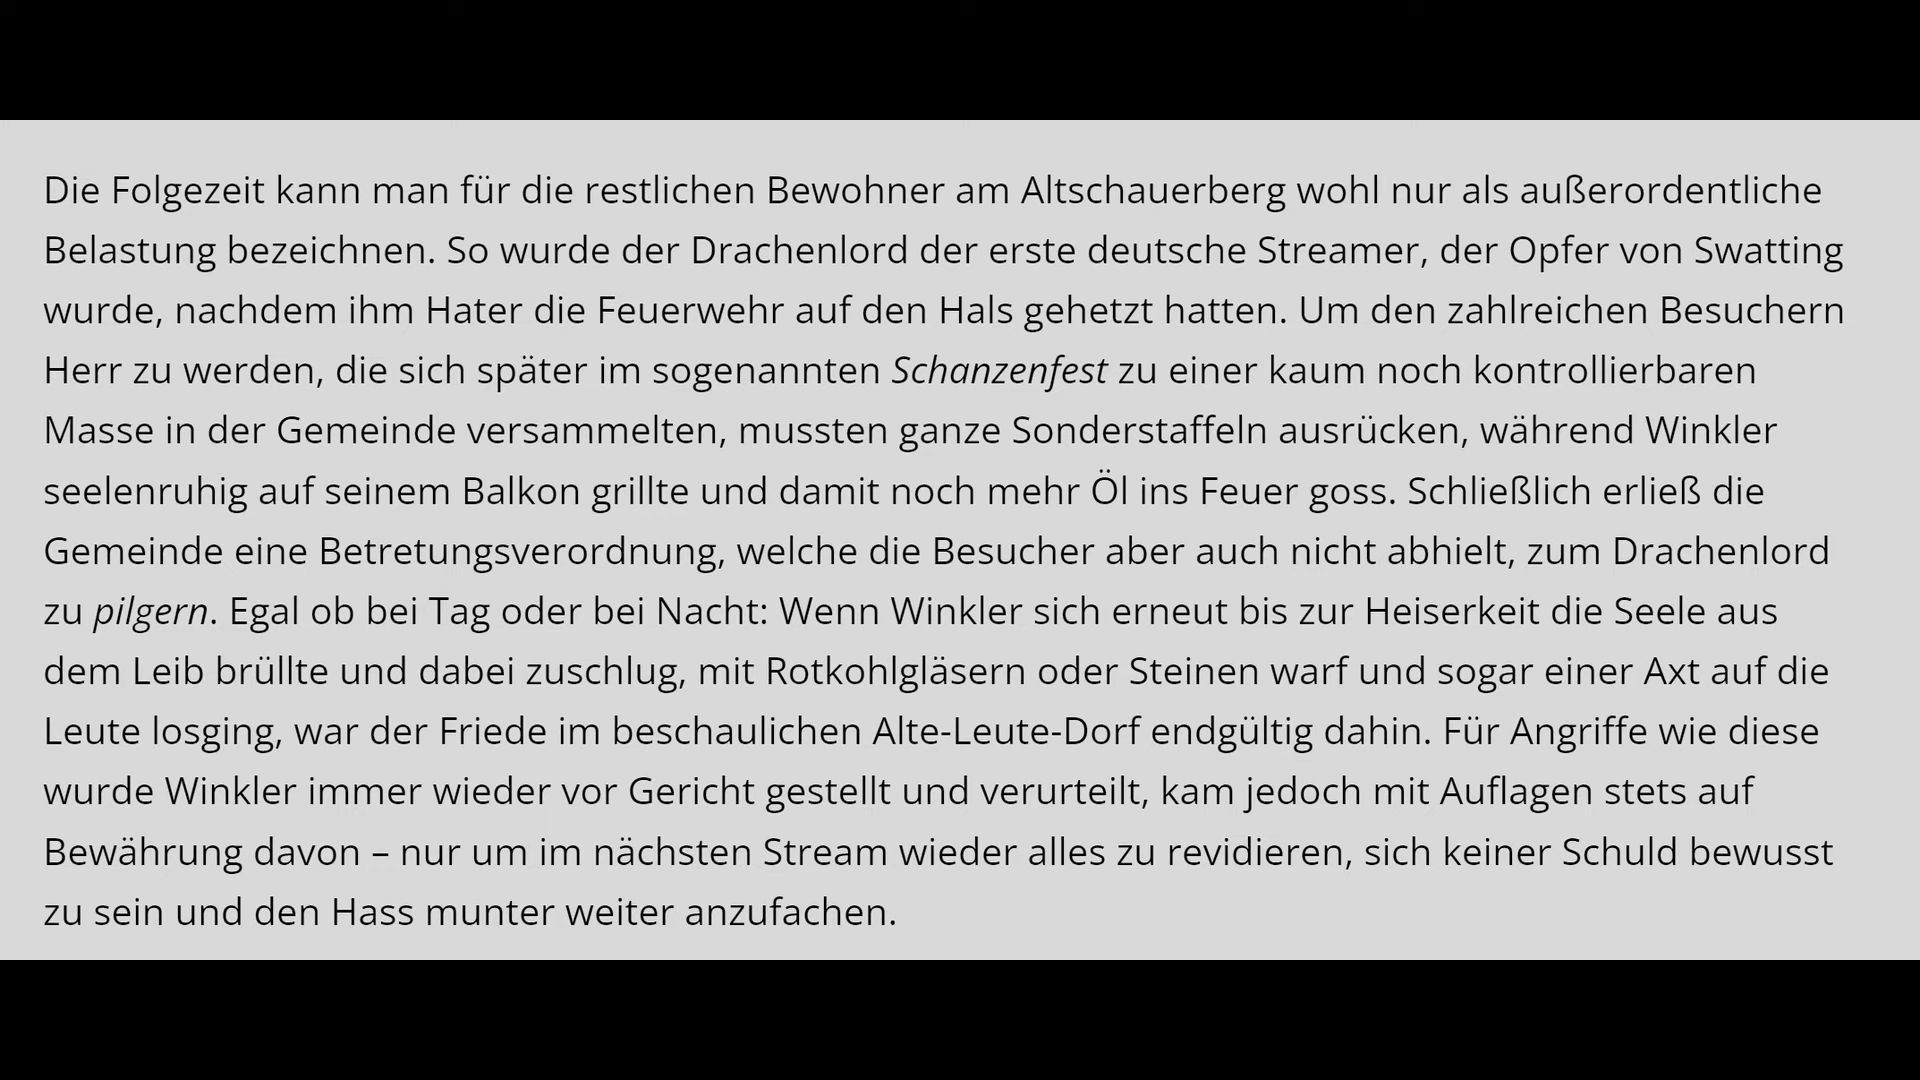 Die Folgezeit kann man für die restlichen Bewohner am Altschauerberg wohl nur als außerordentliche
Belastung bezeichnen. So wurde der Drachenlord der erste deutsche Streamer, der Opfer von Swatting
wurde, nachdem ihm Hater die Feuerwehr auf den Hals gehetzt hatten. Um den zahlreichen Besuchern
Herr zu werden, die sich später im sogenannten Schanzenfest zu einer kaum noch kontrollierbaren
Masse in der Gemeinde versammelten, mussten ganze Sonderstaffeln ausrücken, während Winkler
seelenruhig auf seinem Balkon grillte und damit noch mehr Öl ins Feuer goss. Schließlich erließ die
Gemeinde eine Betretungsverordnung, welche die Besucher aber auch nicht abhielt, zum Drachenlord
zu pilgern. Egal ob bei Tag oder bei Nacht: Wenn Winkler sich erneut bis zur Heiserkeit die Seele aus
dem Leib brüllte und dabei zuschlug, mit Rotkohlgläsern oder Steinen warf und sogar einer Axt auf die
Leute losging, war der Friede im beschaulichen Alte-Leute-Dorf endgültig dahin. Für Angriffe wie diese
wurde Winkler immer wieder vor Gericht gestellt und verurteilt, kam jedoch mit Auflagen stets auf
Bewährung davon – nur um im nächsten Stream wieder alles zu revidieren, sich keiner Schuld bewusst
zu sein und den Hass munter weiter anzufachen.